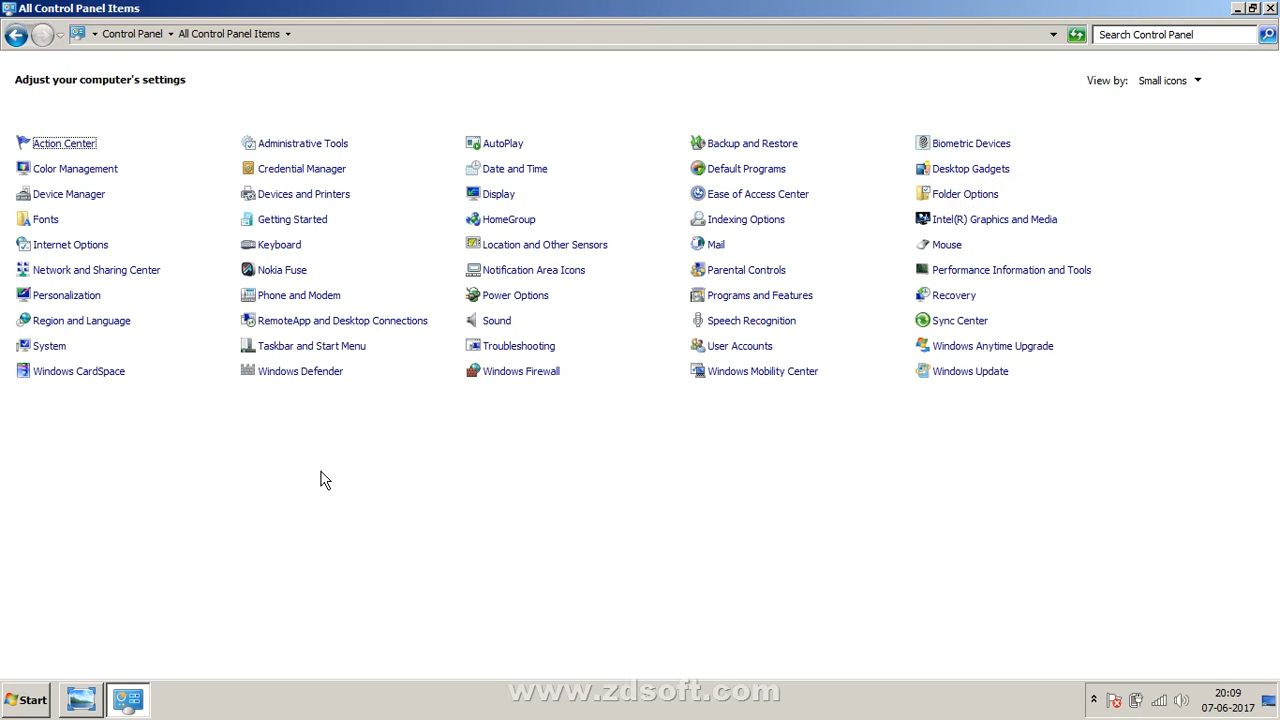 All Control Panel Items
Control Panel All Control Panel Items Search Control Panel
Adjust your computer's settings View by: Small icons
Action Center Administrative Tools AutoPlay Backup and Restore Biometric Devices
Color Management Credential Manager Date and Time Default Programs Desktop Gadgets
Device Manager Devices and Printers Display Ease of Access Center Folder Options
Fonts Getting Started HomeGroup Indexing Options Intel(R) Graphics and Media
Internet Options Keyboard Location and Other Sensors Mail Mouse
Network and Sharing Center Nokia Fuse Notification Area Icons Parental Controls Performance Information and Tools
Personalization Phone and Modem Power Options Programs and Features Recovery
Region and Language RemoteApp and Desktop Connections Sound Speech Recognition Sync Center
System Taskbar and Start Menu Troubleshooting User Accounts Windows Anytime Upgrade
Windows CardSpace Windows Defender Windows Firewall Windows Mobility Center Windows Update
Start www.zdsoft.com 20:09
07-06-2017